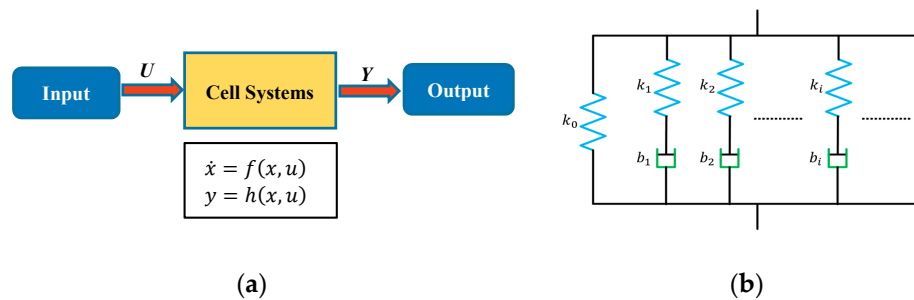 Input
U
Cell Systems
Y
Output
ẋ = f(x, u)
y = h(x, u)
(a)
k₀
k₁
k₂
kᵢ
b₁
b₂
bᵢ
(b)